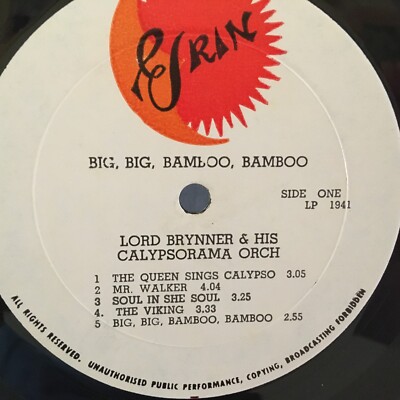 ERIN
BIG, BIG, BAMBOO, BAMBOO
SIDE ONE
LP 1941
LORD BRYNNER & HIS
CALYPSORAMA ORCH
1 THE QUEEN SINGS CALYPSO 3.05
2 MR. WALKER 4.04
3 SOUL IN SHE SOUL 3.25
4. THE VIKING 3.33
5 BIG, BIG, BAMBOO, BAMBOO 2.55
ALL RIGHTS RESERVED. UNAUTHORISED PUBLIC PERFORMANCE, COPYING, BROADCASTING FORBIDDEN